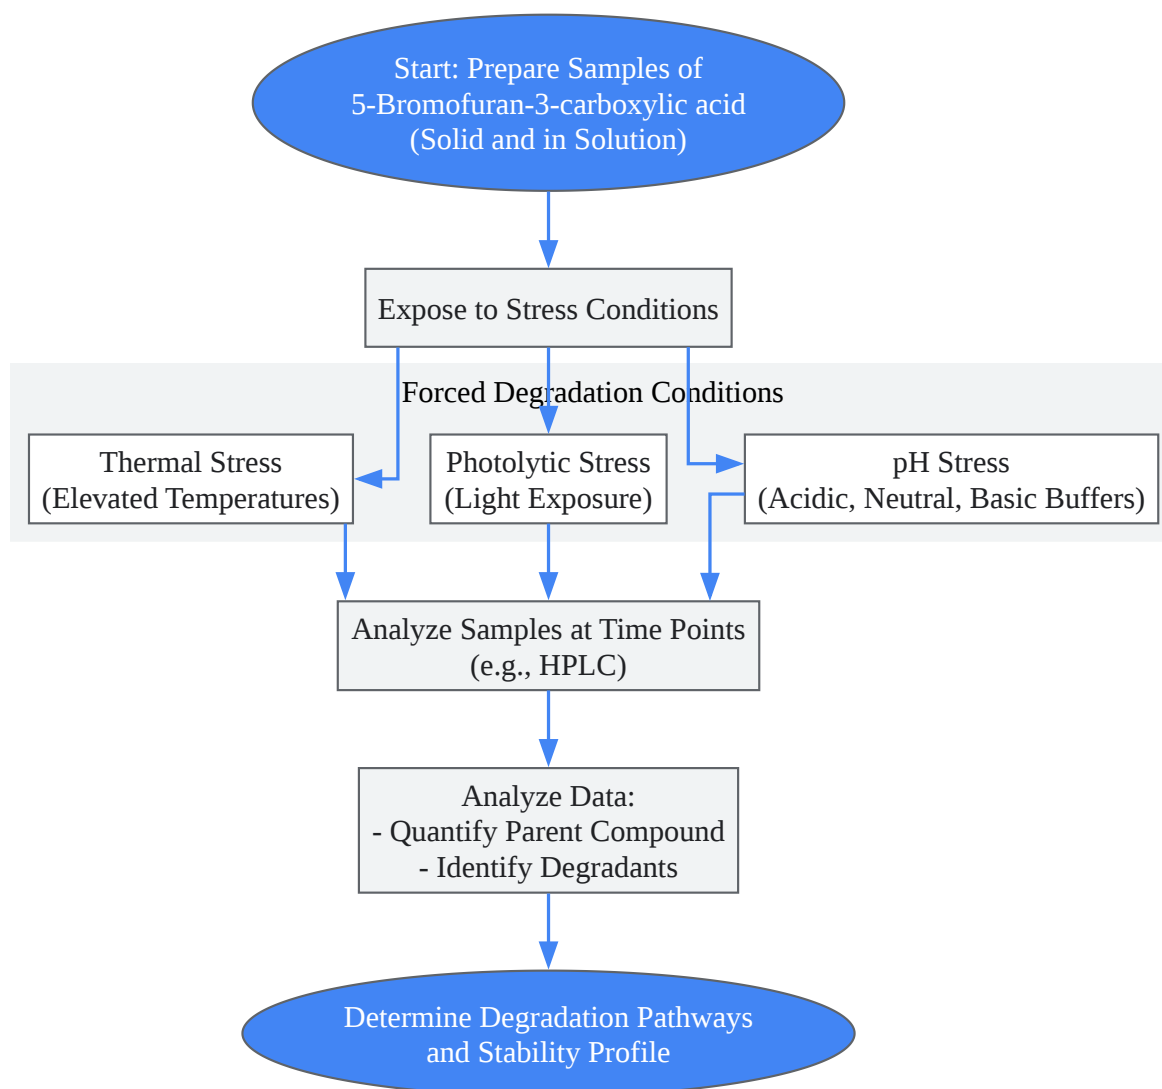 Start: Prepare Samples of
5-Bromofuran-3-carboxylic acid
(Solid and in Solution)
Expose to Stress Conditions
Forced Degradation Conditions
Thermal Stress
(Elevated Temperatures)
Photolytic Stress
(Light Exposure)
pH Stress
(Acidic, Neutral, Basic Buffers)
Analyze Samples at Time Points
(e.g., HPLC)
Analyze Data:
- Quantify Parent Compound
- Identify Degradants
Determine Degradation Pathways
and Stability Profile